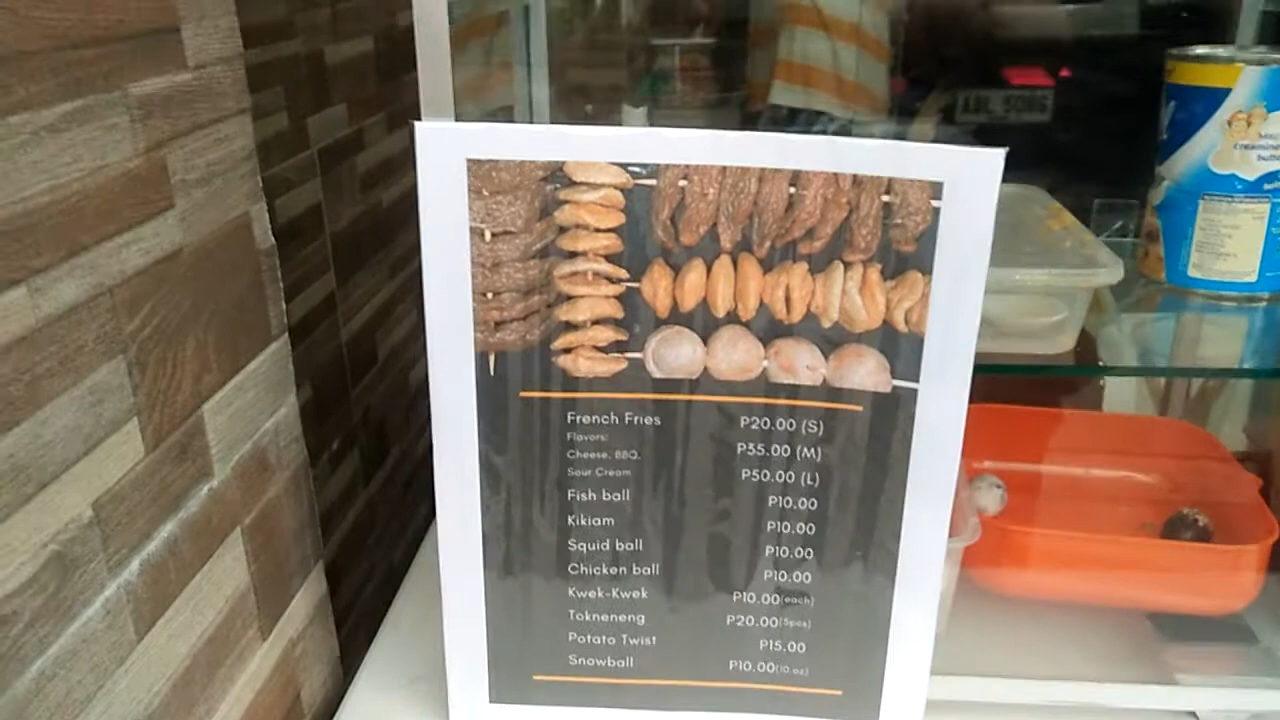 French Fries P20.00 (S)
Flavors:
Cheese, BBQ, P35.00 (M)
Sour Cream P50.00 (L)
Fish ball P10.00
Kikiam P10.00
Squid ball P10.00
Chicken ball P10.00
Kwek-Kwek P10.00(each)
Tokneneng P20.00(5pcs)
Potato Twist P15.00
Snowball P10.00(10 oz)
creamine